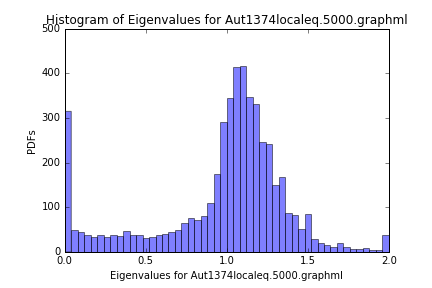 Histogram of Eigenvalues for Aut1374localeq.5000.graphml
500
400
300
200
100
0
PDFs
0.0 0.5 1.0 1.5 2.0
Eigenvalues for Aut1374localeq.5000.graphml